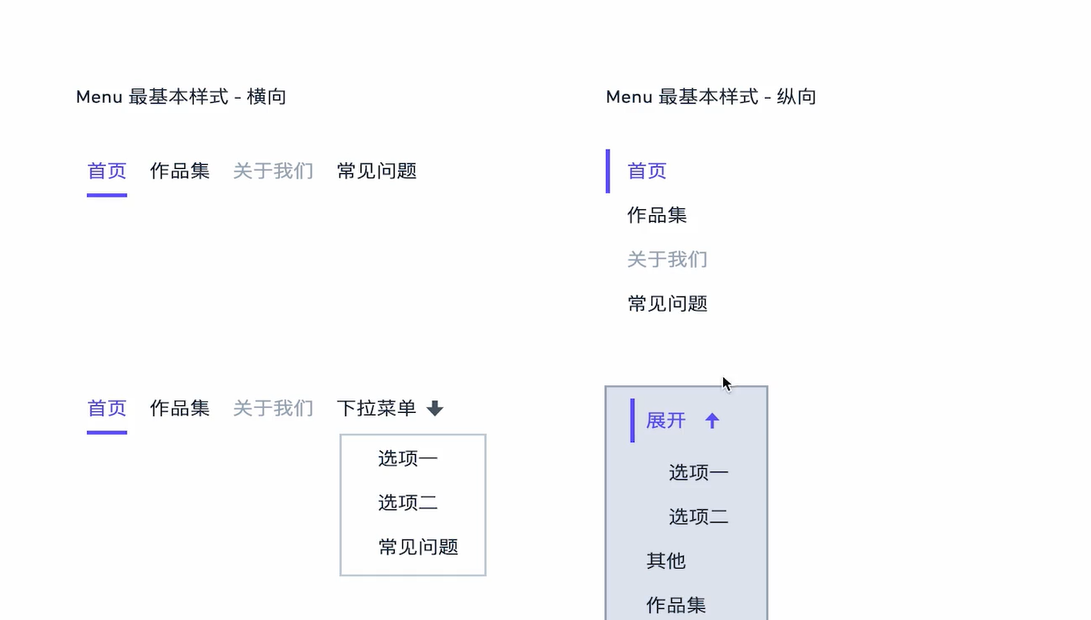 Menu 最基本样式 - 横向
首页 作品集 关于我们 常见问题
Menu 最基本样式 - 纵向
首页
作品集
关于我们
常见问题
首页 作品集 关于我们 下拉菜单
选项一
选项二
常见问题
展开
选项一
选项二
其他
作品集